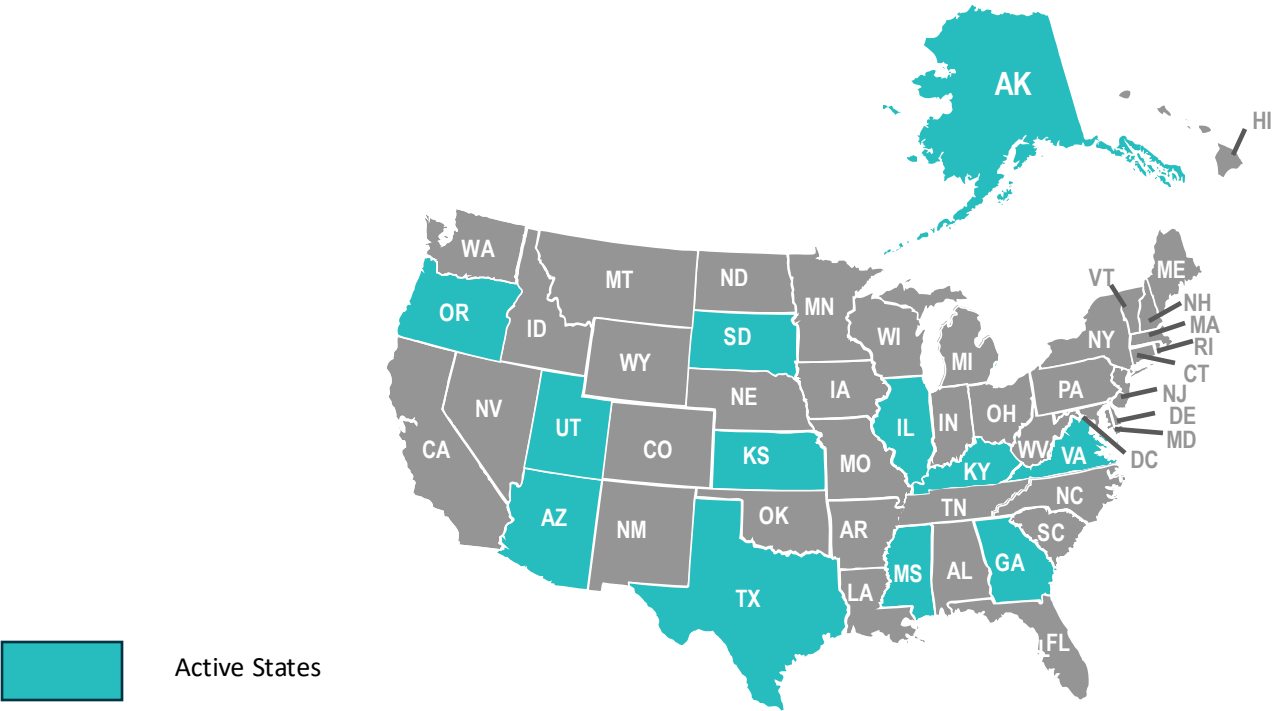 AK
HI
WA
MT
ND
MN
VT
ME
NH
OR
ID
SD
WI
MI
NY
MA
RI
WY
CT
NV
NE
IA
PA
NJ
UT
IL
IN
OH
DE
CA
CO
KS
MO
KY
WV
VA
MD
DC
AZ
NM
OK
AR
TN
NC
SC
TX
LA
MS
AL
GA
FL
Active States